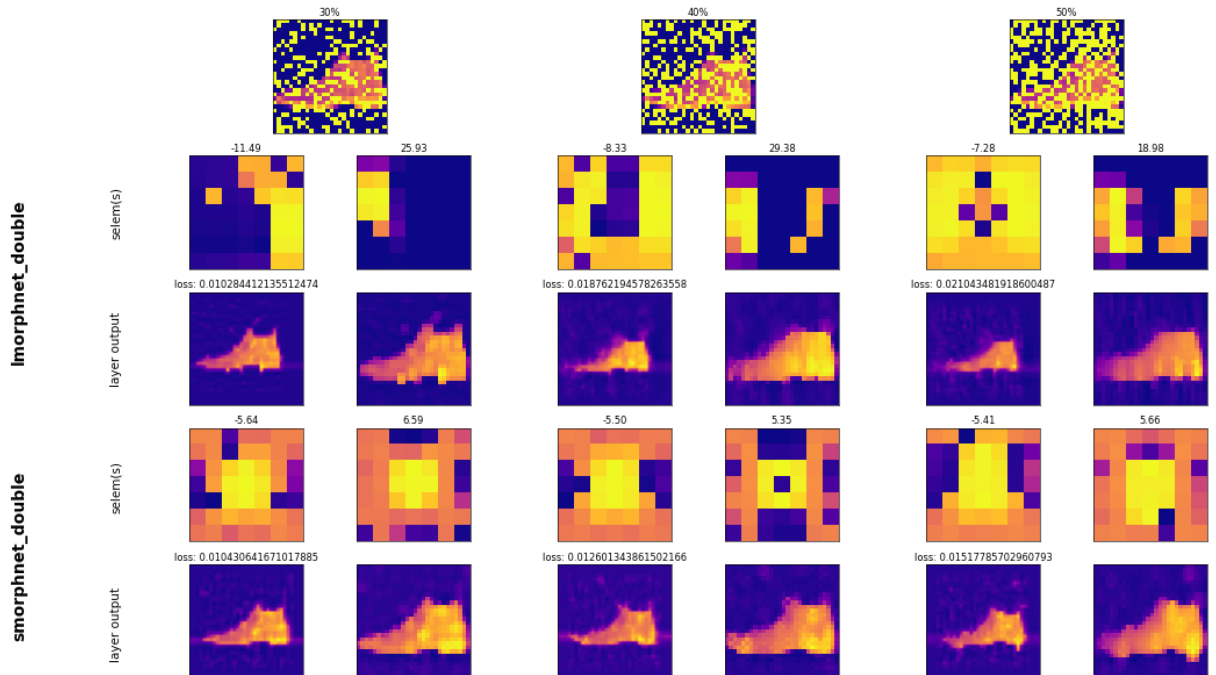 30% 40% 50%
-11.49 25.93 -8.33 29.38 -7.28 18.98
lmorphnet_double
selem(s)
loss: 0.010284412135512474 loss: 0.018762194578263558 loss: 0.021043481918600487
layer output
-5.64 6.59 -5.50 5.35 -5.41 5.66
smorphnet_double
selem(s)
loss: 0.010430641671017885 loss: 0.012601343861502166 loss: 0.01517785702960793
layer output